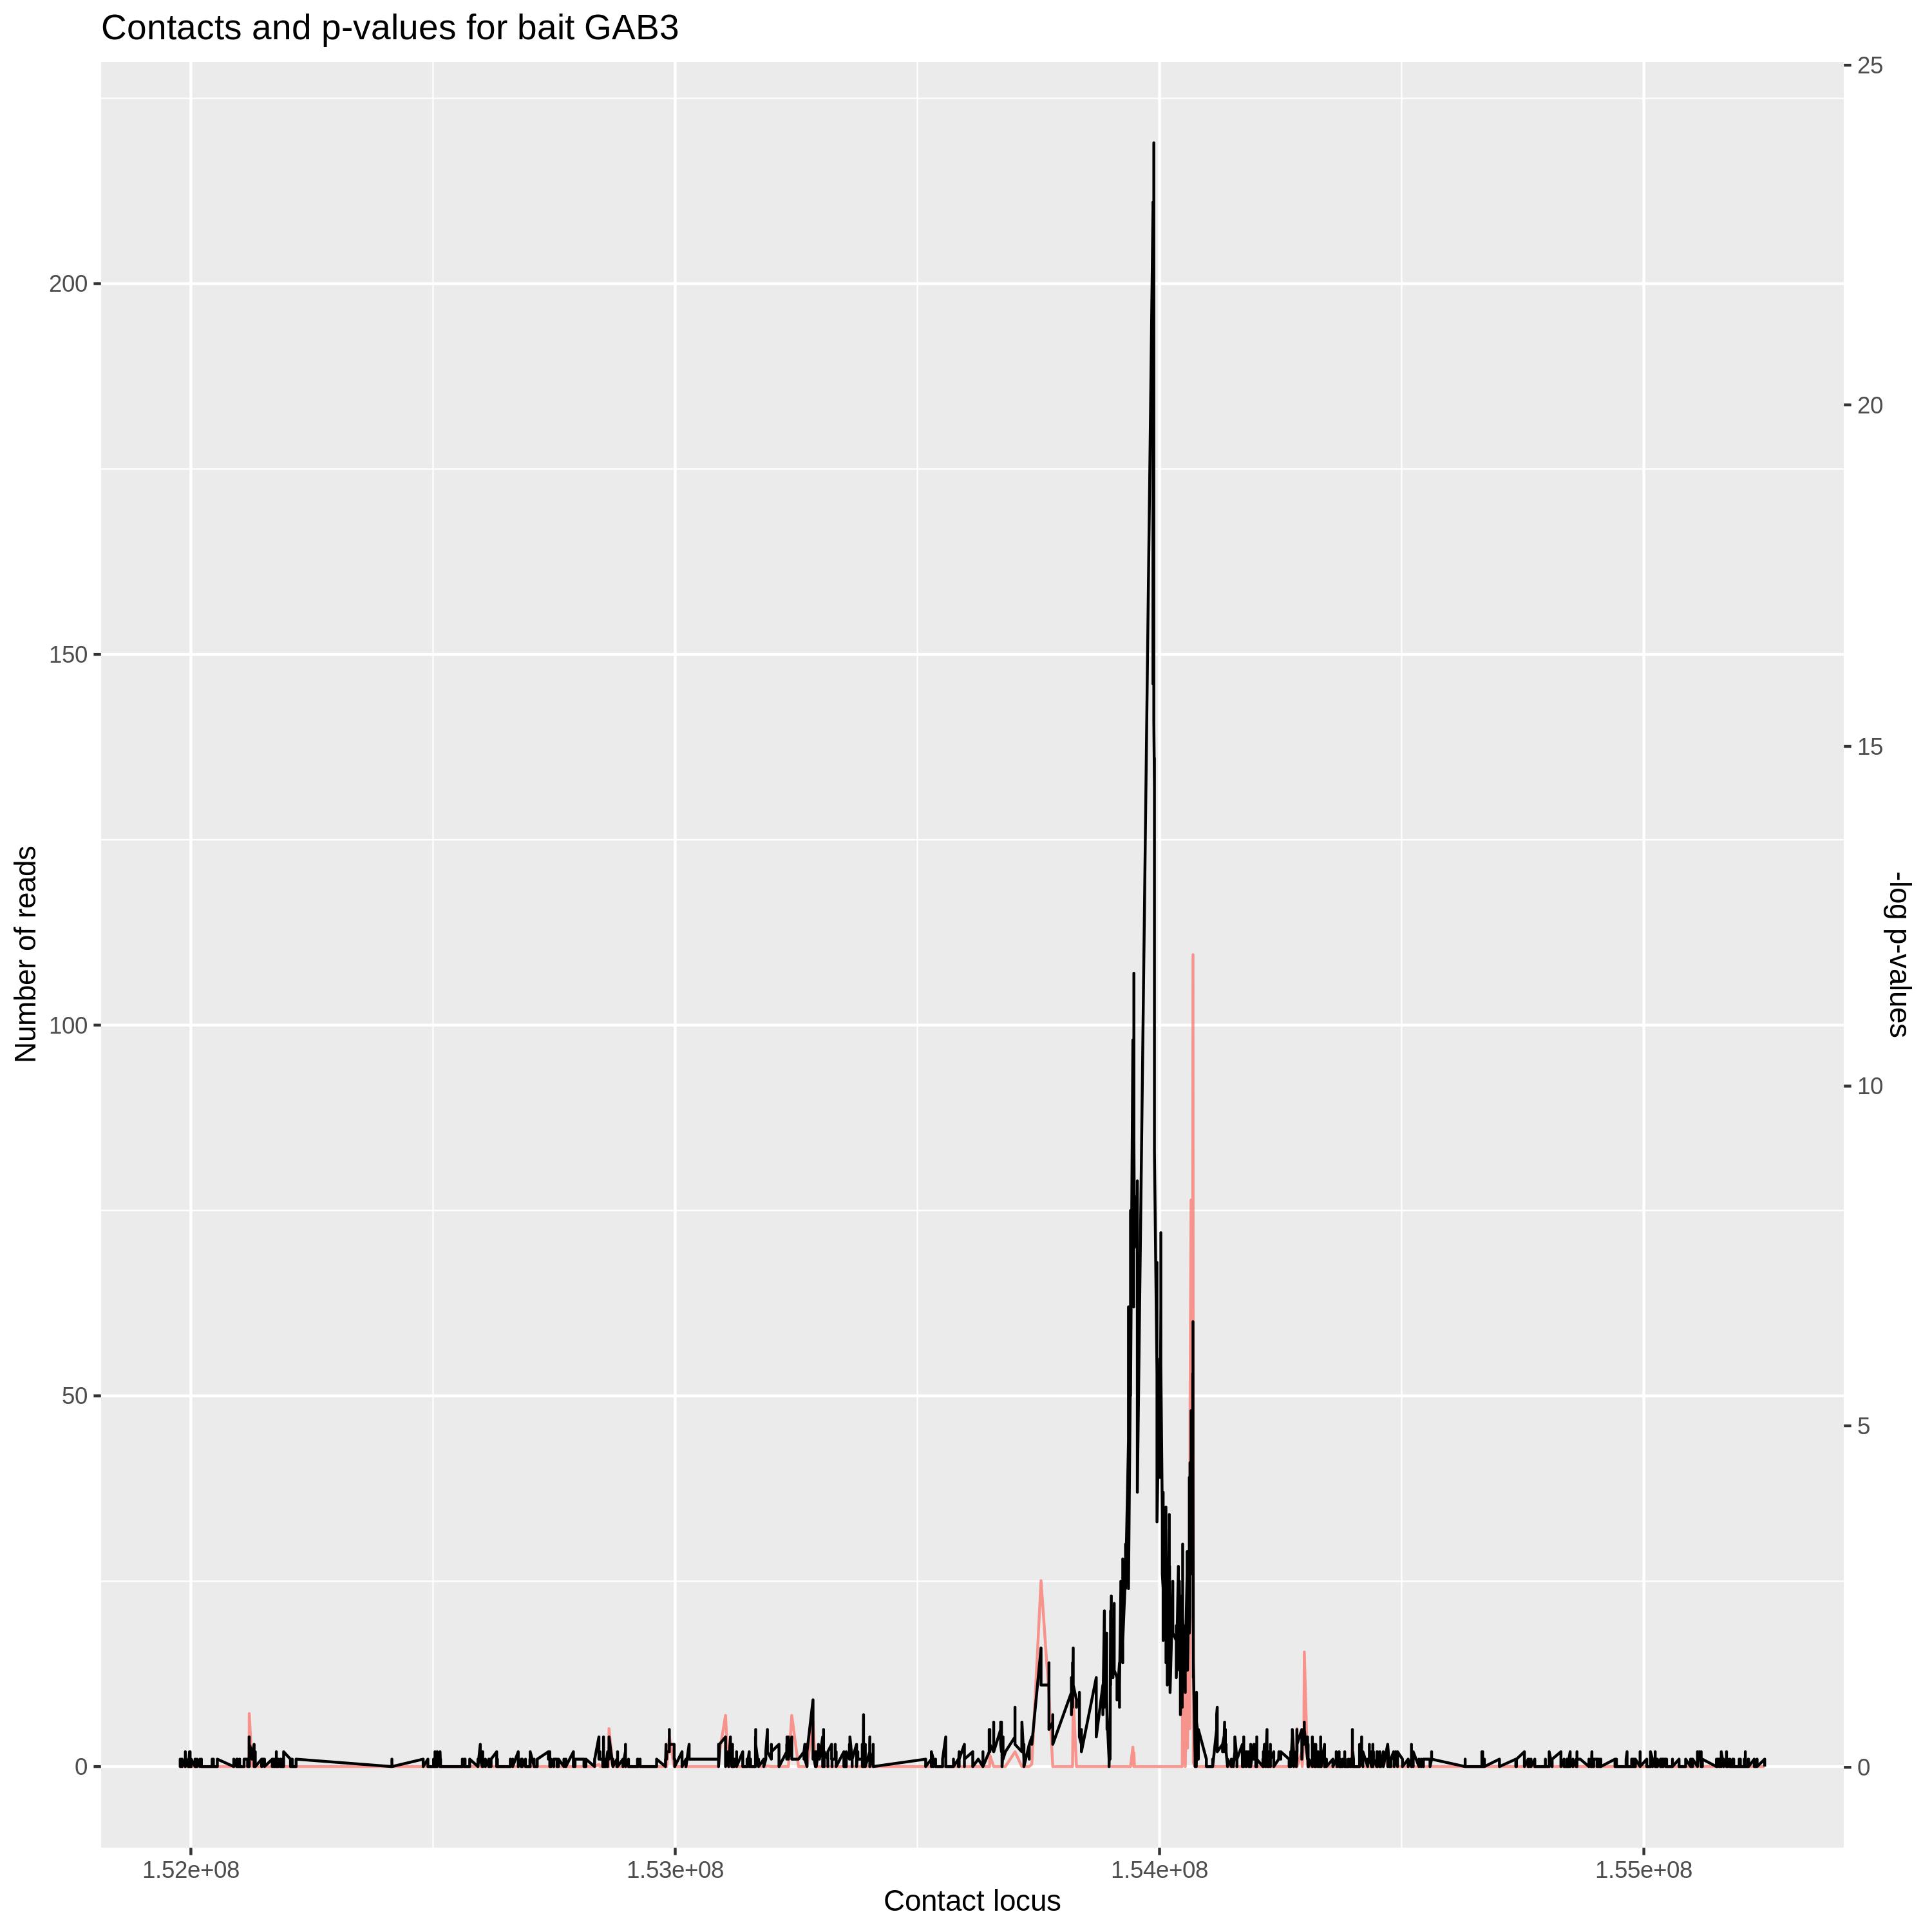 Contacts and p-values for bait GAB3
25
20
15
10
5
0
200
150
100
50
0
Number of reads
-log p-values
1.52e+08
1.53e+08
1.54e+08
1.55e+08
Contact locus